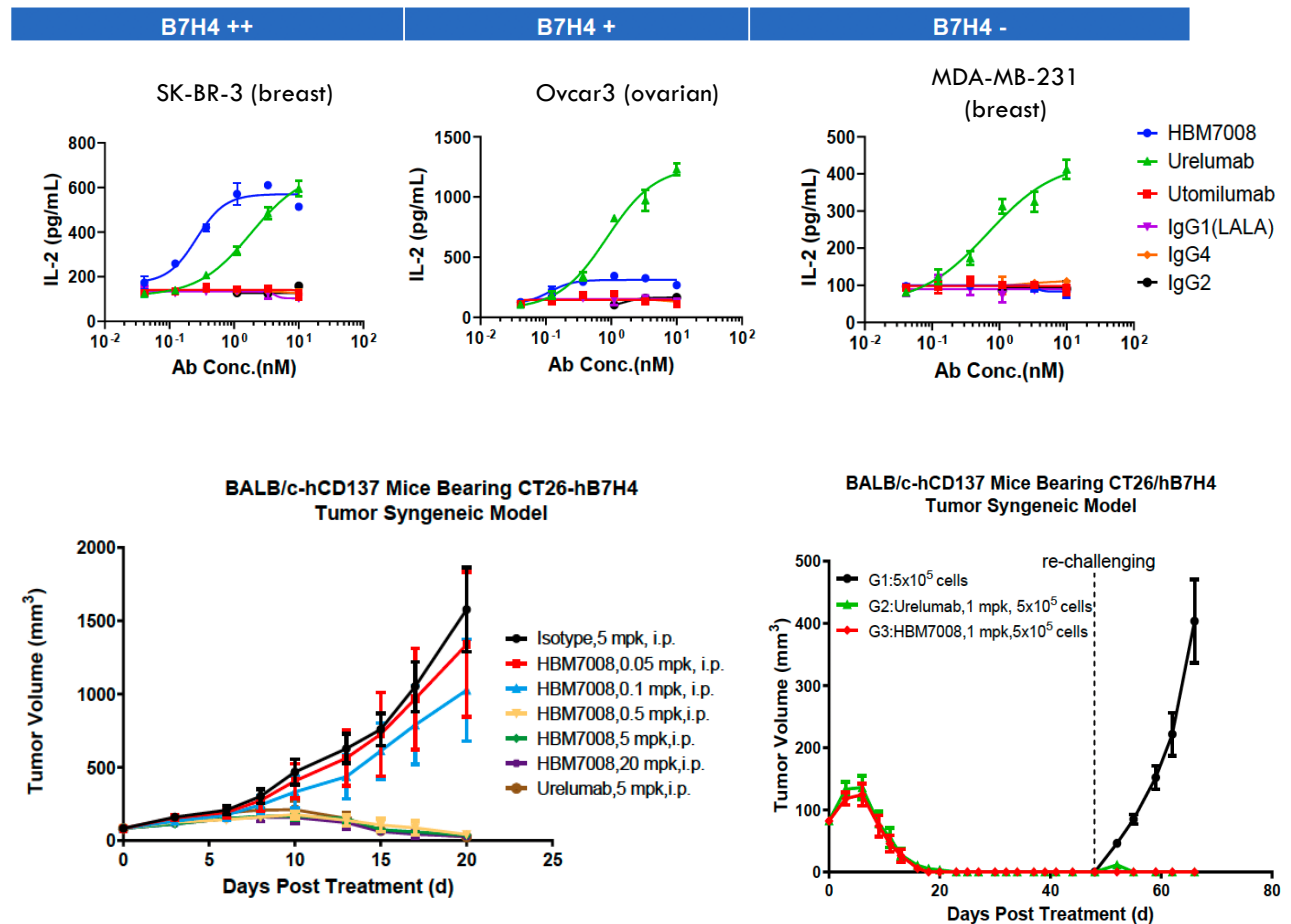 B7H4 ++
B7H4 +
B7H4 -
SK-BR-3 (breast)
Ovcar3 (ovarian)
MDA-MB-231
(breast)
800
600
400
200
0
IL-2 (pg/mL)
10⁻² 10⁻¹ 10⁰ 10¹ 10²
Ab Conc.(nM)
1500
1000
500
0
IL-2 (pg/mL)
10⁻² 10⁻¹ 10⁰ 10¹ 10²
Ab Conc.(nM)
500
400
300
200
100
0
IL-2 (pg/mL)
10⁻² 10⁻¹ 10⁰ 10¹ 10²
Ab Conc.(nM)
HBM7008
Urelumab
Utomilumab
IgG1(LALA)
IgG4
IgG2
BALB/c-hCD137 Mice Bearing CT26-hB7H4
Tumor Syngeneic Model
2000
1500
1000
500
0
Tumor Volume (mm³)
0 5 10 15 20 25
Days Post Treatment (d)
Isotype,5 mpk, i.p.
HBM7008,0.05 mpk, i.p.
HBM7008,0.1 mpk, i.p.
HBM7008,0.5 mpk,i.p.
HBM7008,5 mpk,i.p.
HBM7008,20 mpk,i.p.
Urelumab,5 mpk,i.p.
BALB/c-hCD137 Mice Bearing CT26/hB7H4
Tumor Syngeneic Model
re-challenging
500
400
300
200
100
0
Tumor Volume (mm³)
G1:5x10⁵ cells
G2:Urelumab,1 mpk, 5x10⁵ cells
G3:HBM7008,1 mpk,5x10⁵ cells
0 20 40 60 80
Days Post Treatment (d)